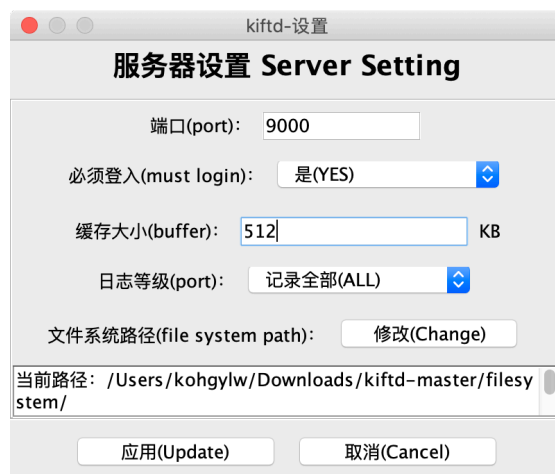 kiftd-设置
服务器设置 Server Setting
端口(port): 9000
必须登入(must login): 是(YES)
缓存大小(buffer): 512 KB
日志等级(port): 记录全部(ALL)
文件系统路径(file system path): 修改(Change)
当前路径: /Users/kohgylw/Downloads/kiftd-master/filesy
stem/
应用(Update) 取消(Cancel)